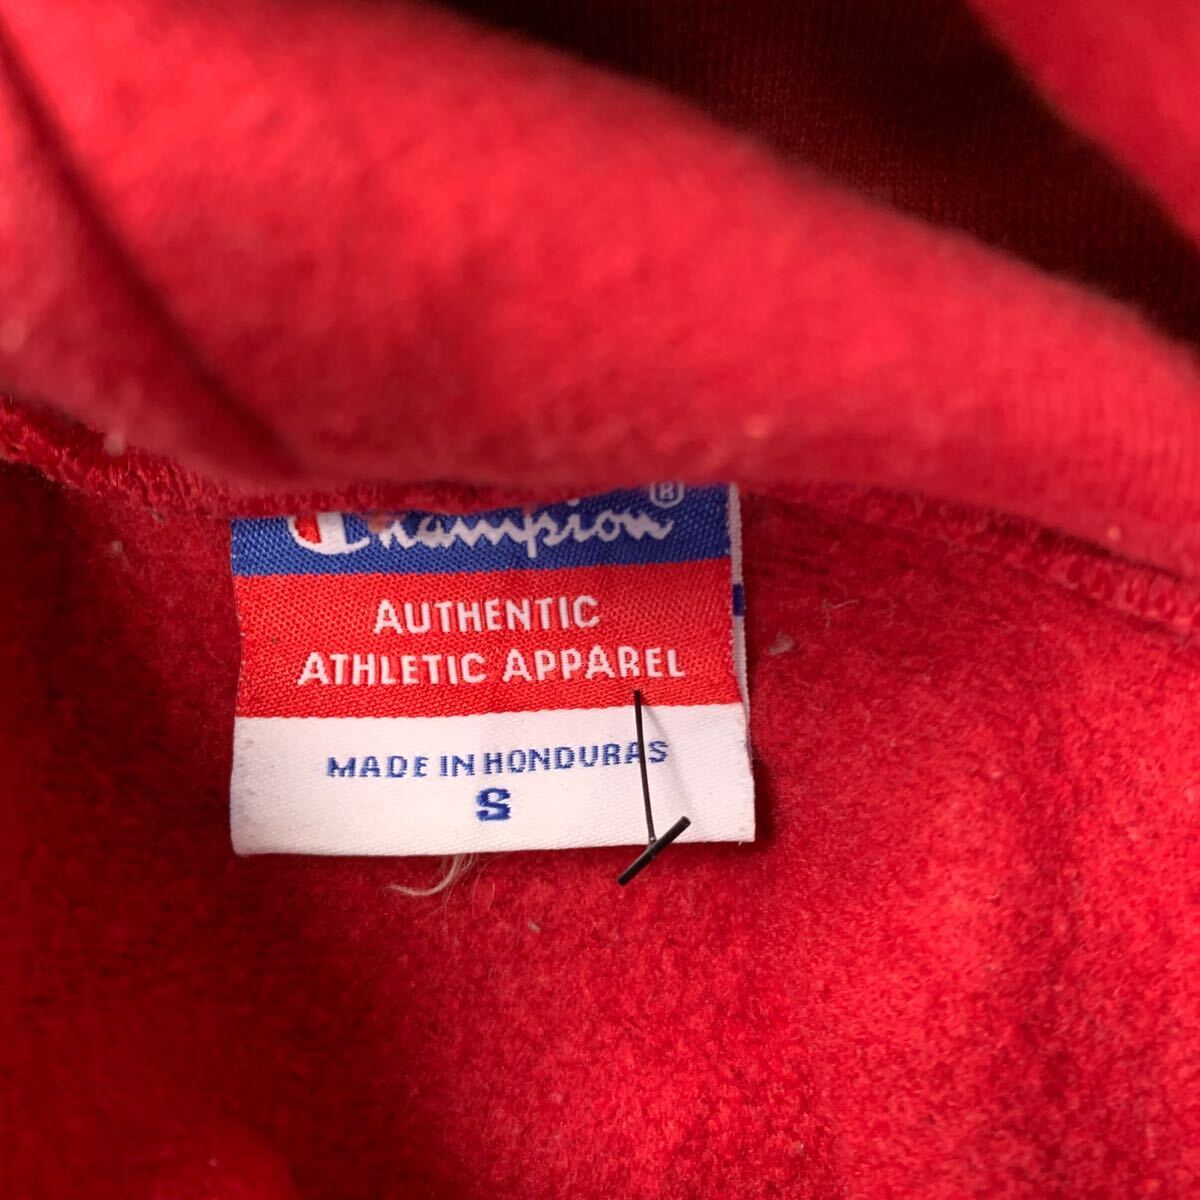 Champion®
AUTHENTIC
ATHLETIC APPAREL
MADE IN HONDURAS
S